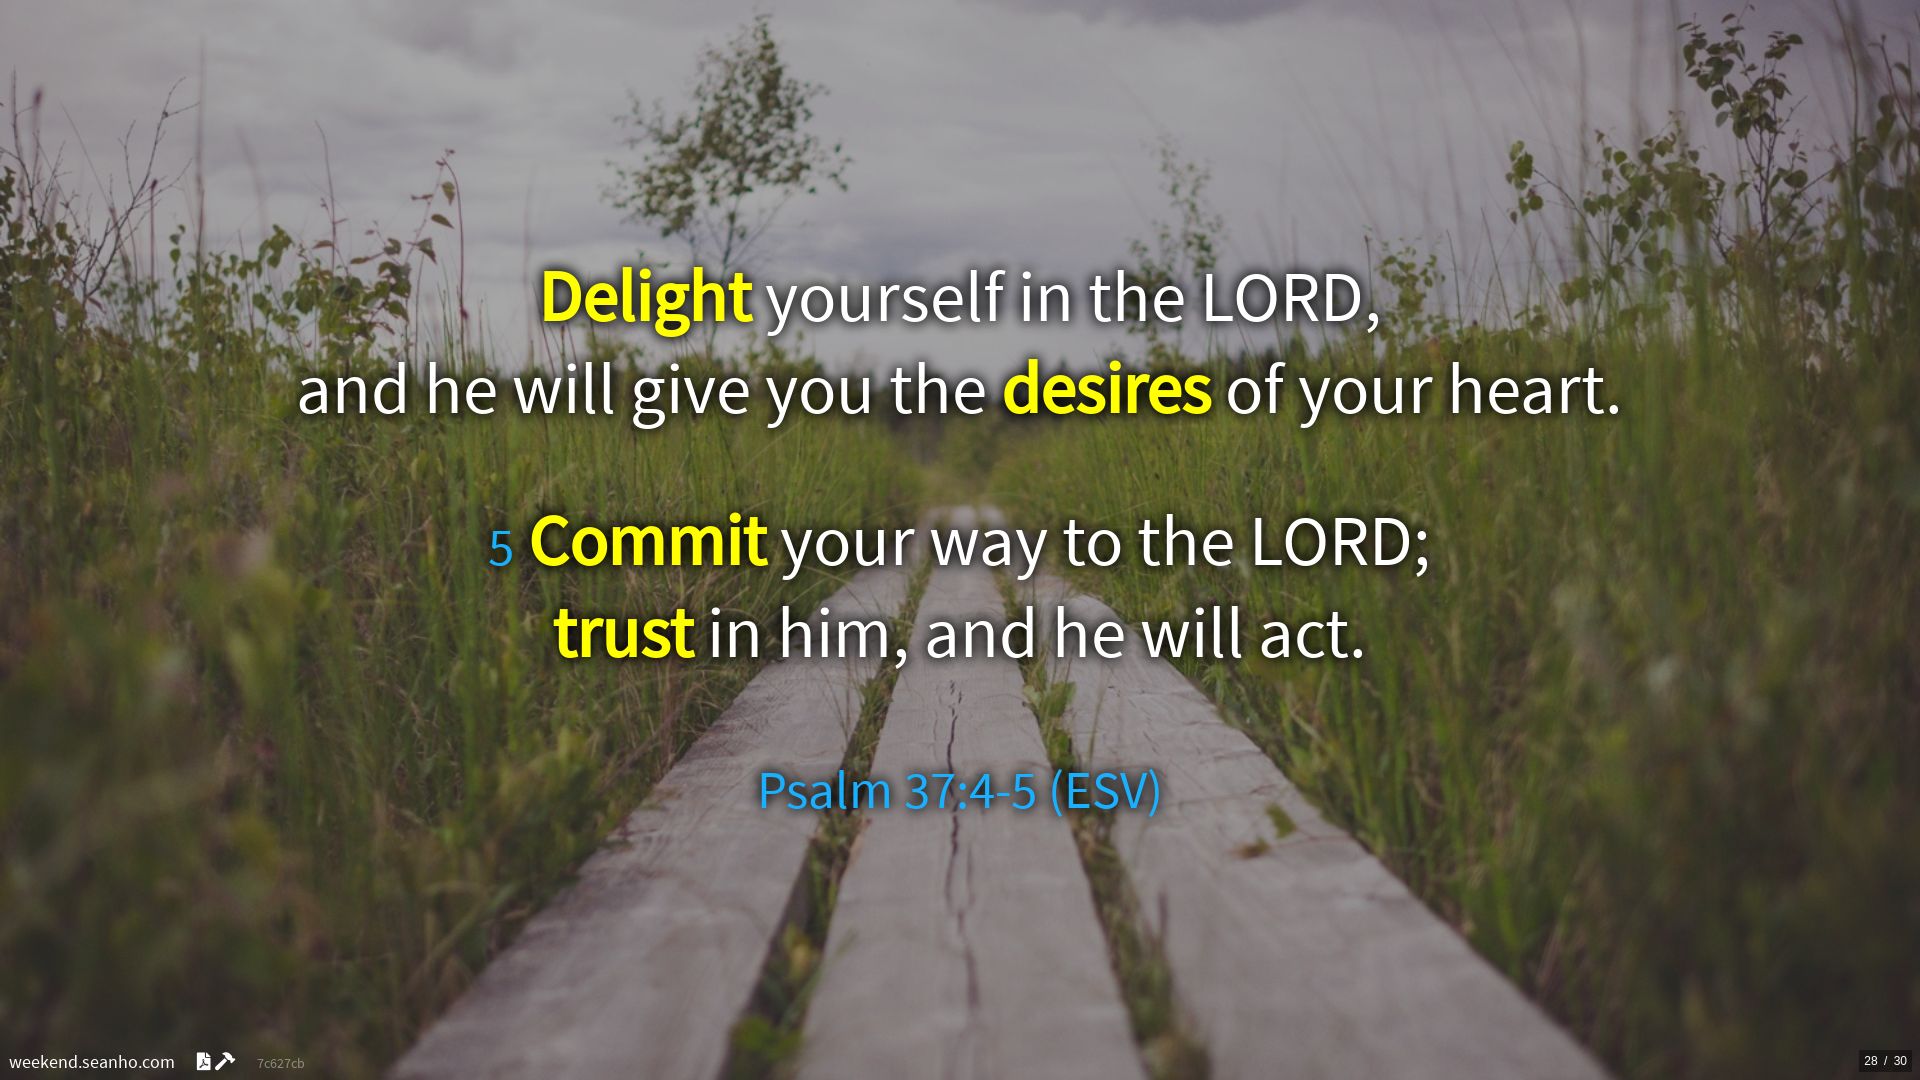 Delight yourself in the LORD,
and he will give you the desires of your heart.
5 Commit your way to the LORD;
trust in him, and he will act.
Psalm 37:4-5 (ESV)
weekend.seanho.com 7c627cb
28 / 30